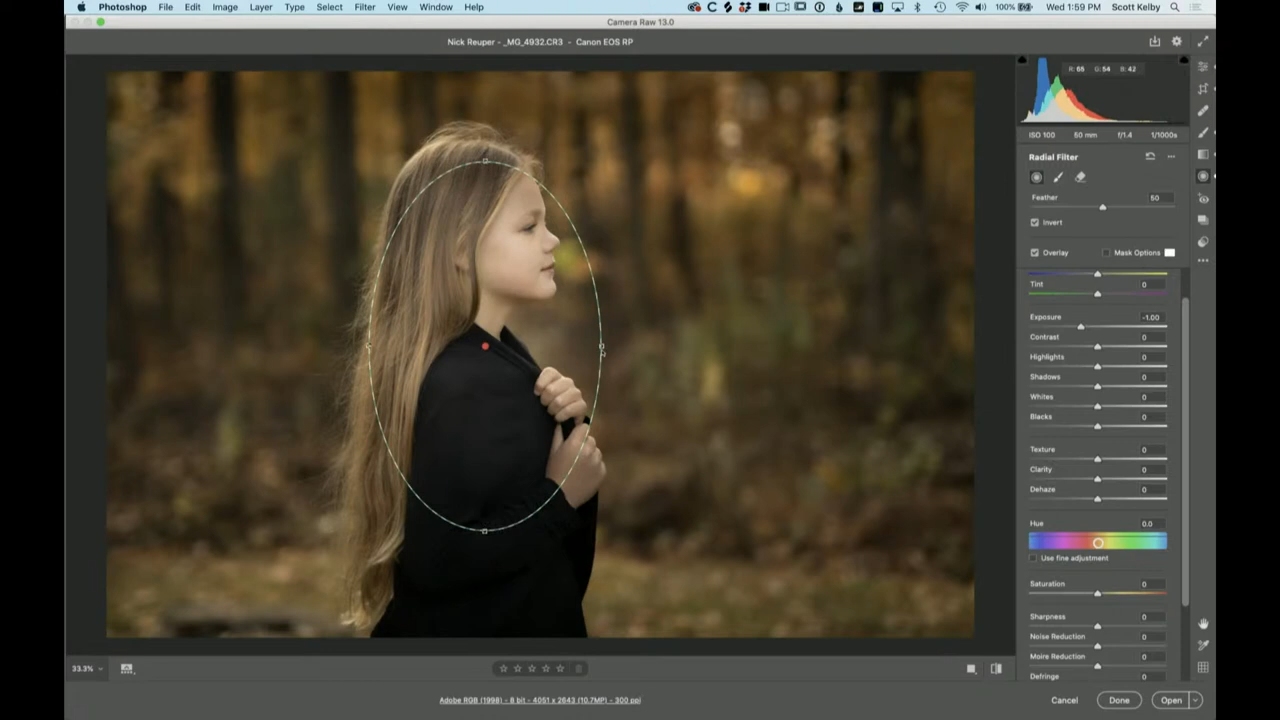 Photoshop File Edit Image Layer Type Select Filter View Window Help 100% Wed 1:59 PM Scott Kelby
Camera Raw 13.0
Nick Reuper - _MG_4932.CR3 - Canon EOS RP
R: 65 G: 54 B: 42
ISO 100 50 mm f/1.4 1/1000s
Radial Filter
Feather 50
Invert
Overlay Mask Options
Tint 0
Exposure -1.00
Contrast 0
Highlights 0
Shadows 0
Whites 0
Blacks 0
Texture 0
Clarity 0
Dehaze 0
Hue 0.0
Use fine adjustment
Saturation 0
Sharpness 0
Noise Reduction 0
Moire Reduction 0
Defringe 0
33.3%
Adobe RGB (1998) - 8 bit - 4051 x 2643 (10.7MP) - 300 ppi
Cancel Done Open